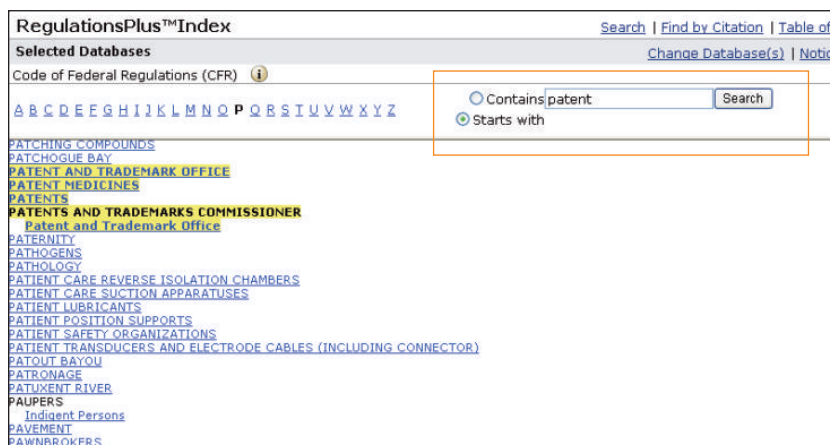 RegulationsPlus™Index
Search | Find by Citation | Table of
Selected Databases
Change Database(s) | Notic
Code of Federal Regulations (CFR) i
A B C D E F G H I J K L M N O P Q R S T U V W X Y Z
Contains patent Search
Starts with
PATCHING COMPOUNDS
PATCHOGUE BAY
PATENT AND TRADEMARK OFFICE
PATENT MEDICINES
PATENTS
PATENTS AND TRADEMARKS COMMISSIONER
Patent and Trademark Office
PATERNITY
PATHOGENS
PATHOLOGY
PATIENT CARE REVERSE ISOLATION CHAMBERS
PATIENT CARE SUCTION APPARATUSES
PATIENT LUBRICANTS
PATIENT POSITION SUPPORTS
PATIENT SAFETY ORGANIZATIONS
PATIENT TRANSDUCERS AND ELECTRODE CABLES (INCLUDING CONNECTOR)
PATOUT BAYOU
PATRONAGE
PATUXENT RIVER
PAUPERS
Indigent Persons
PAVEMENT
PAWNBROKERS